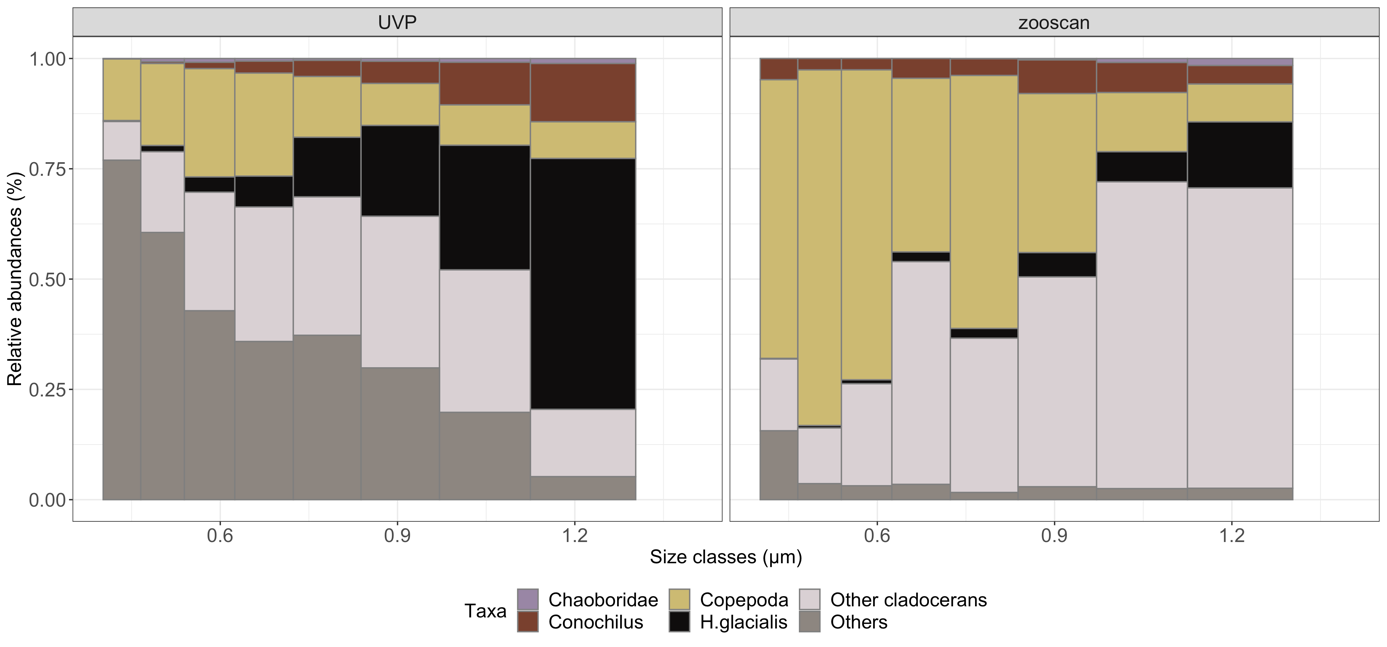 UVP
zooscan
Relative abundances (%)
1.00
0.75
0.50
0.25
0.00
0.6 0.9 1.2
0.6 0.9 1.2
Size classes (µm)
Taxa
Chaoboridae Copepoda Other cladocerans
Conochilus H.glacialis Others